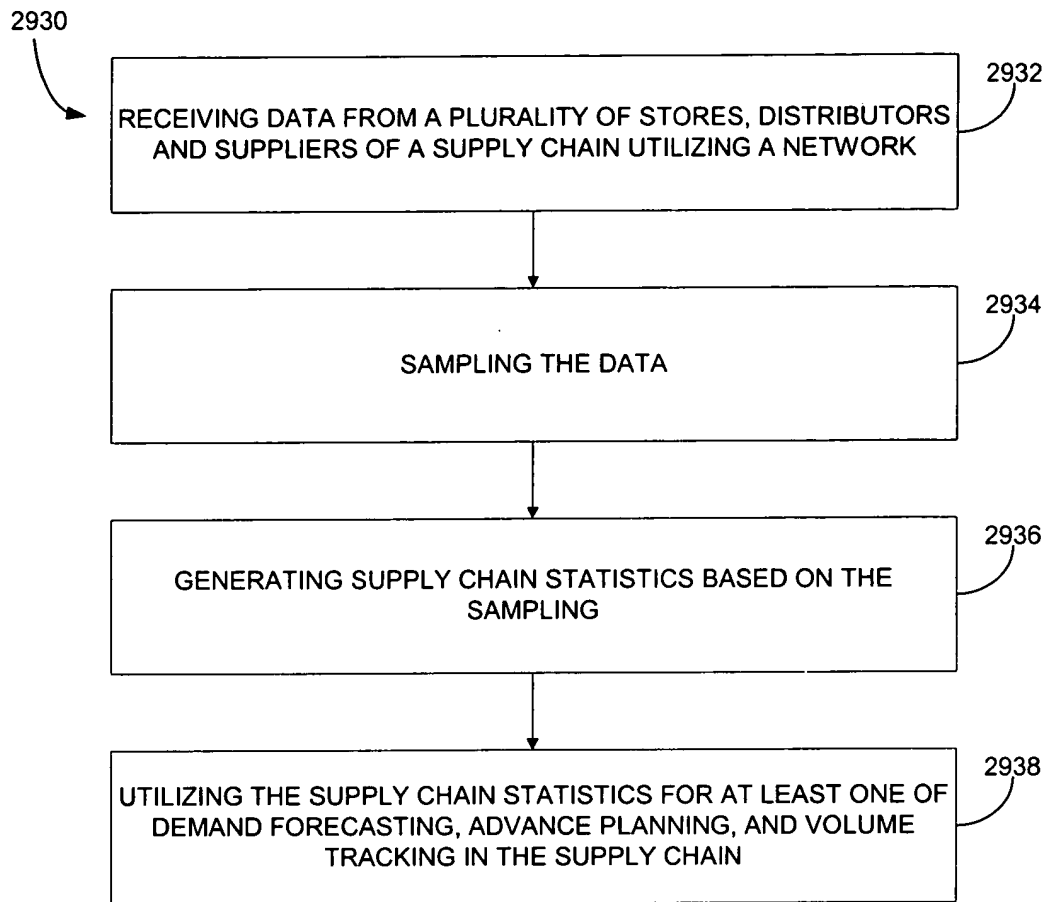 2930
2932
RECEIVING DATA FROM A PLURALITY OF STORES, DISTRIBUTORS
AND SUPPLIERS OF A SUPPLY CHAIN UTILIZING A NETWORK
2934
SAMPLING THE DATA
2936
GENERATING SUPPLY CHAIN STATISTICS BASED ON THE
SAMPLING
2938
UTILIZING THE SUPPLY CHAIN STATISTICS FOR AT LEAST ONE OF
DEMAND FORECASTING, ADVANCE PLANNING, AND VOLUME
TRACKING IN THE SUPPLY CHAIN